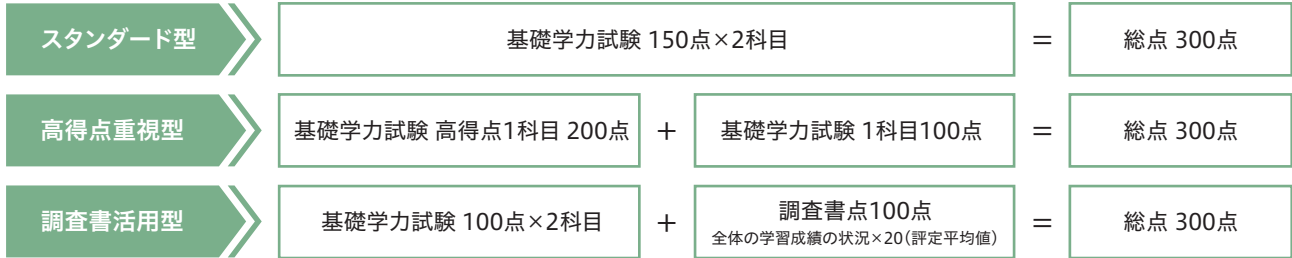 スタンダード型 基礎学力試験 150点×2科目 = 総点 300点
高得点重視型 基礎学力試験 高得点1科目 200点 + 基礎学力試験 1科目100点 = 総点 300点
調査書活用型 基礎学力試験 100点×2科目 + 調査書点100点 = 総点 300点
全体の学習成績の状況×20（評定平均値）